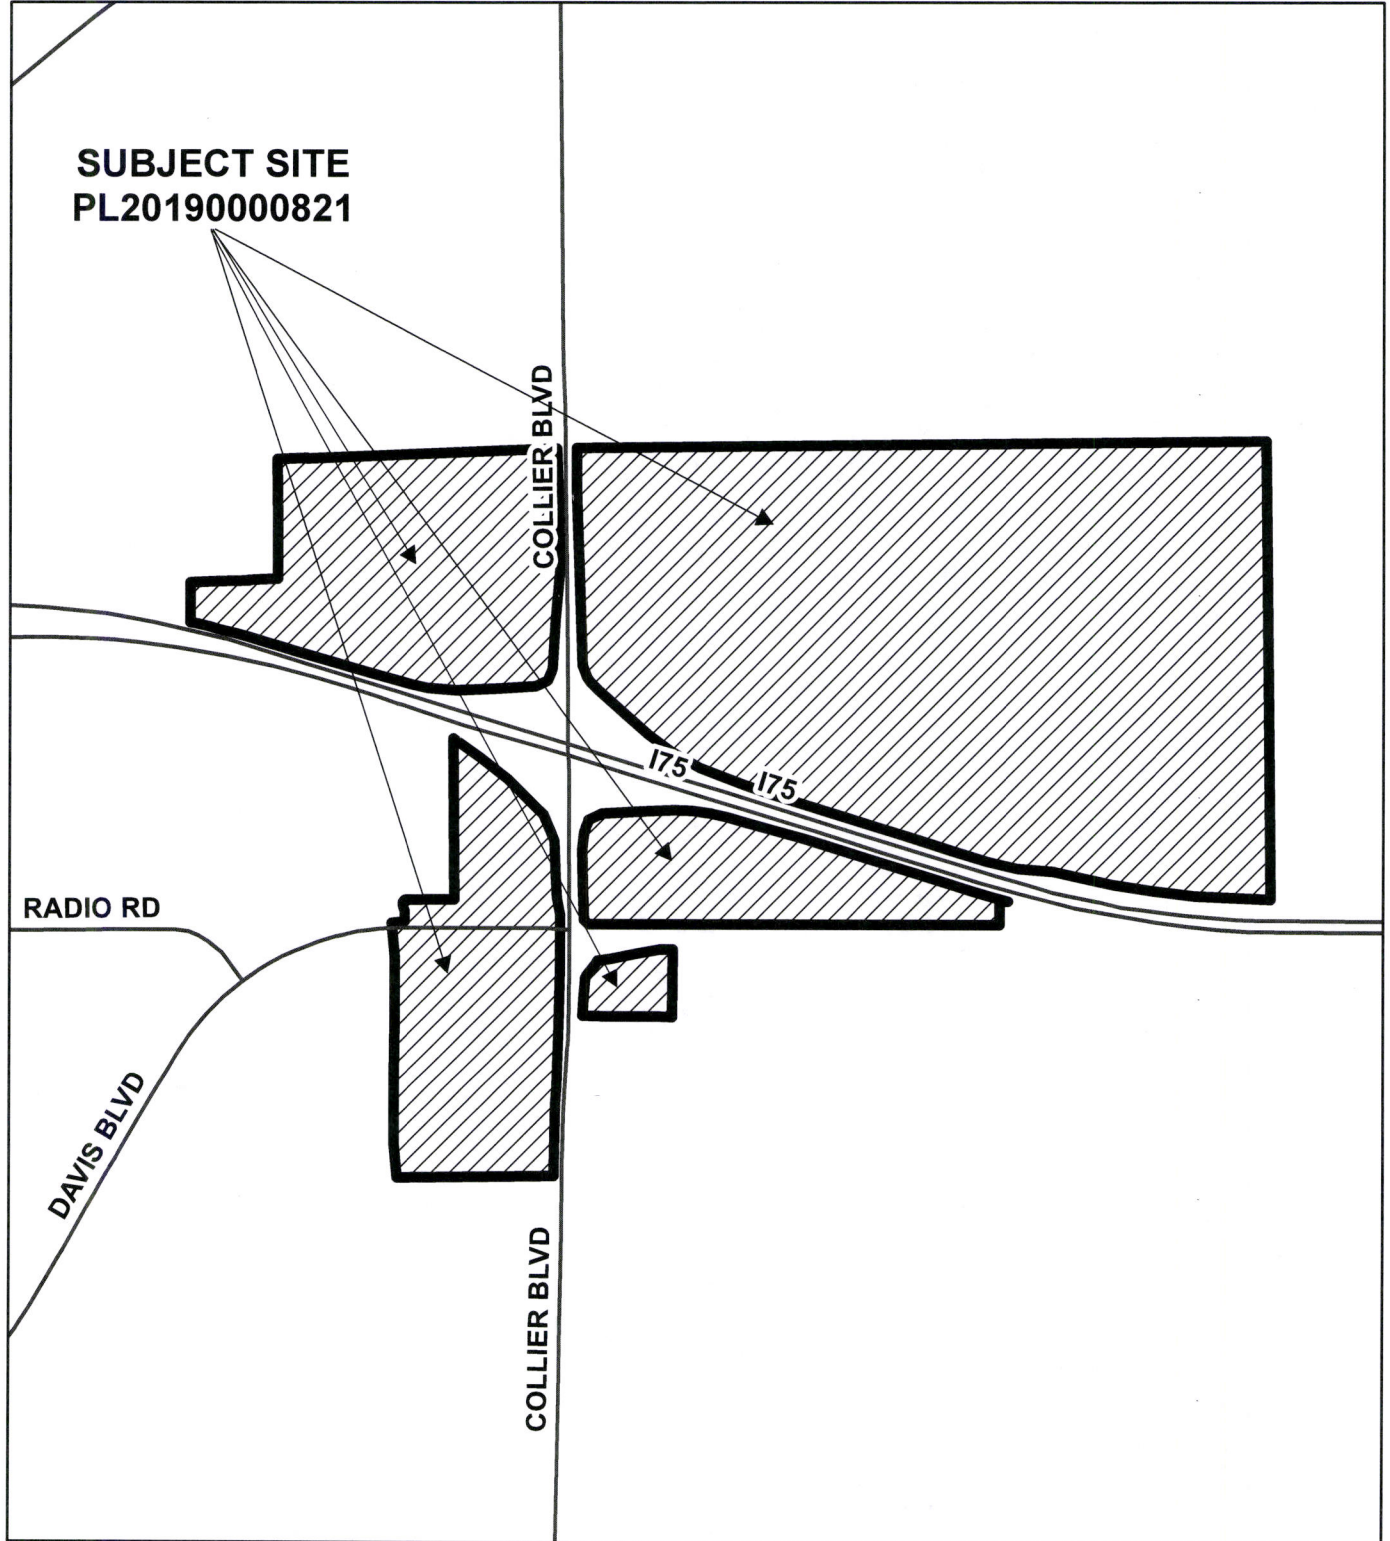 SUBJECT SITE
PL20190000821
COLLIER BLVD
I75
I75
RADIO RD
DAVIS BLVD
COLLIER BLVD